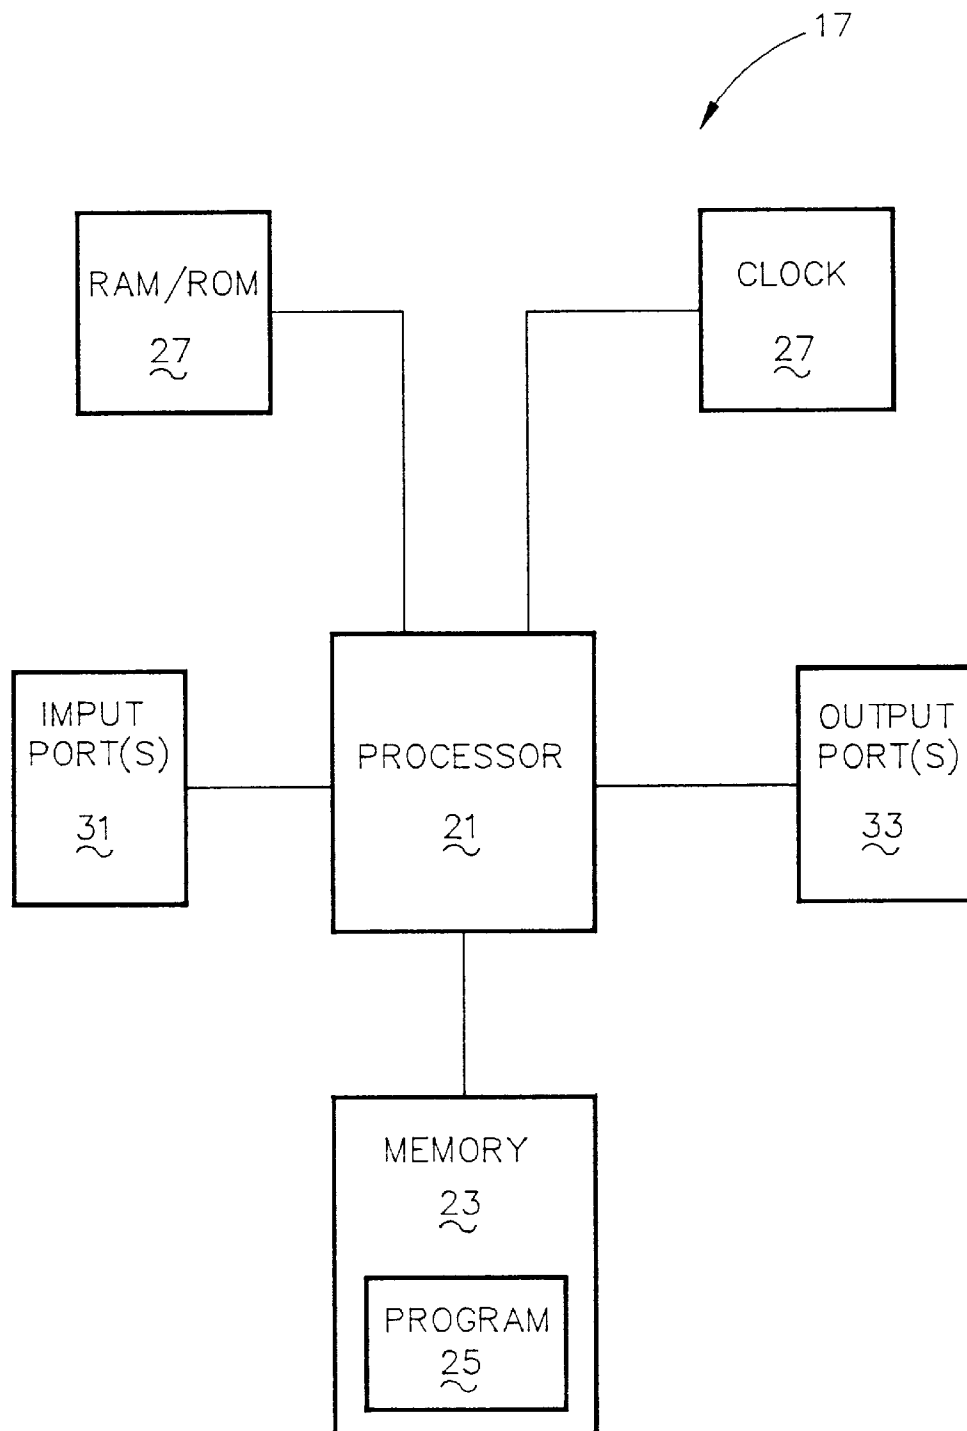 17
RAM/ROM
27
CLOCK
27
IMPUT
PORT(S)
31
PROCESSOR
21
OUTPUT
PORT(S)
33
MEMORY
23
PROGRAM
25